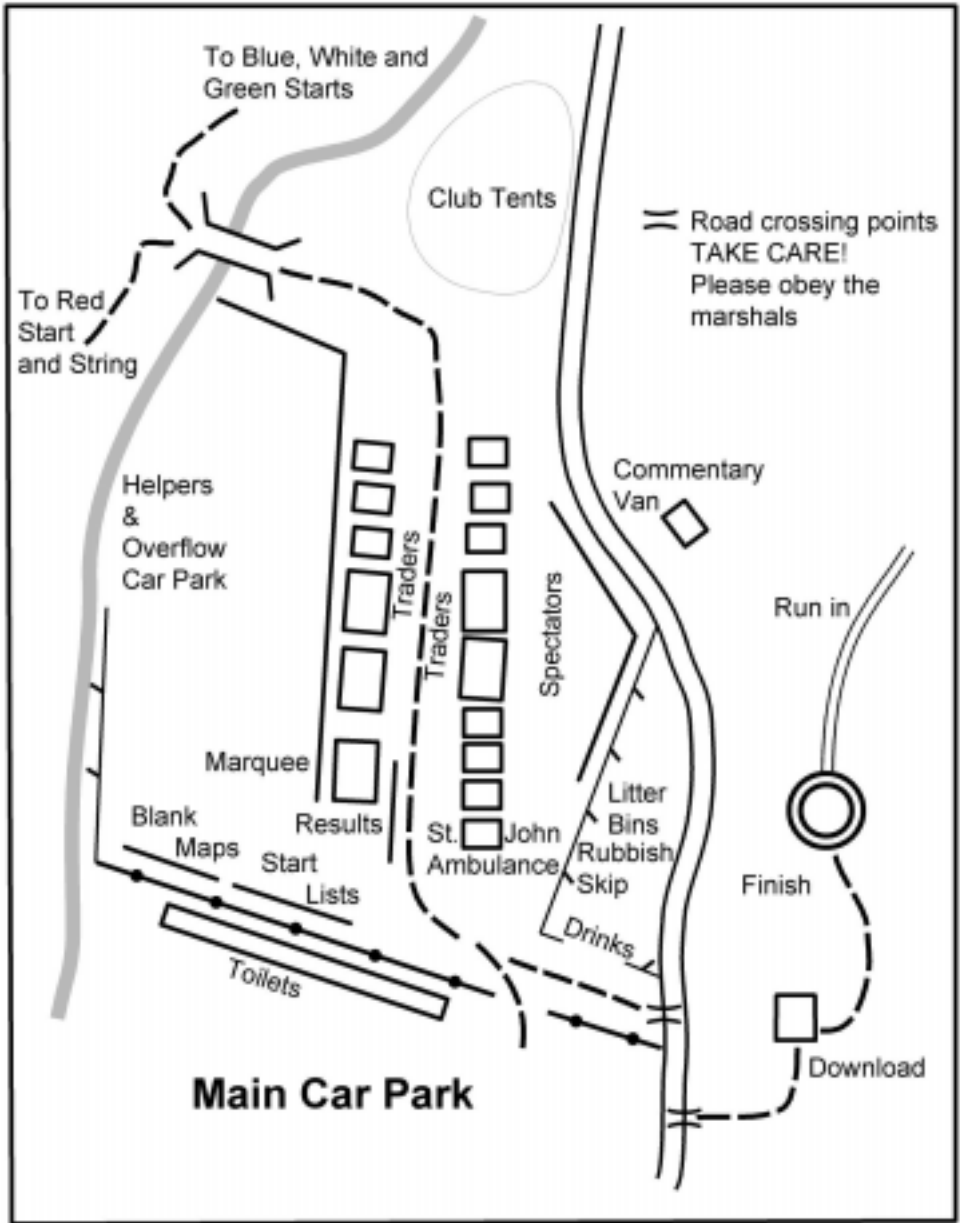 To Blue, White and
Green Starts
Club Tents
Road crossing points
TAKE CARE!
Please obey the
marshals
To Red
Start
and String
Commentary
Van
Helpers
&
Overflow
Car Park
Traders
Traders
Spectators
Run in
Marquee
Results
Blank
Maps
Start
Lists
St. John
Ambulance
Litter
Bins
Rubbish
Skip
Finish
Drinks
Toilets
Download
Main Car Park